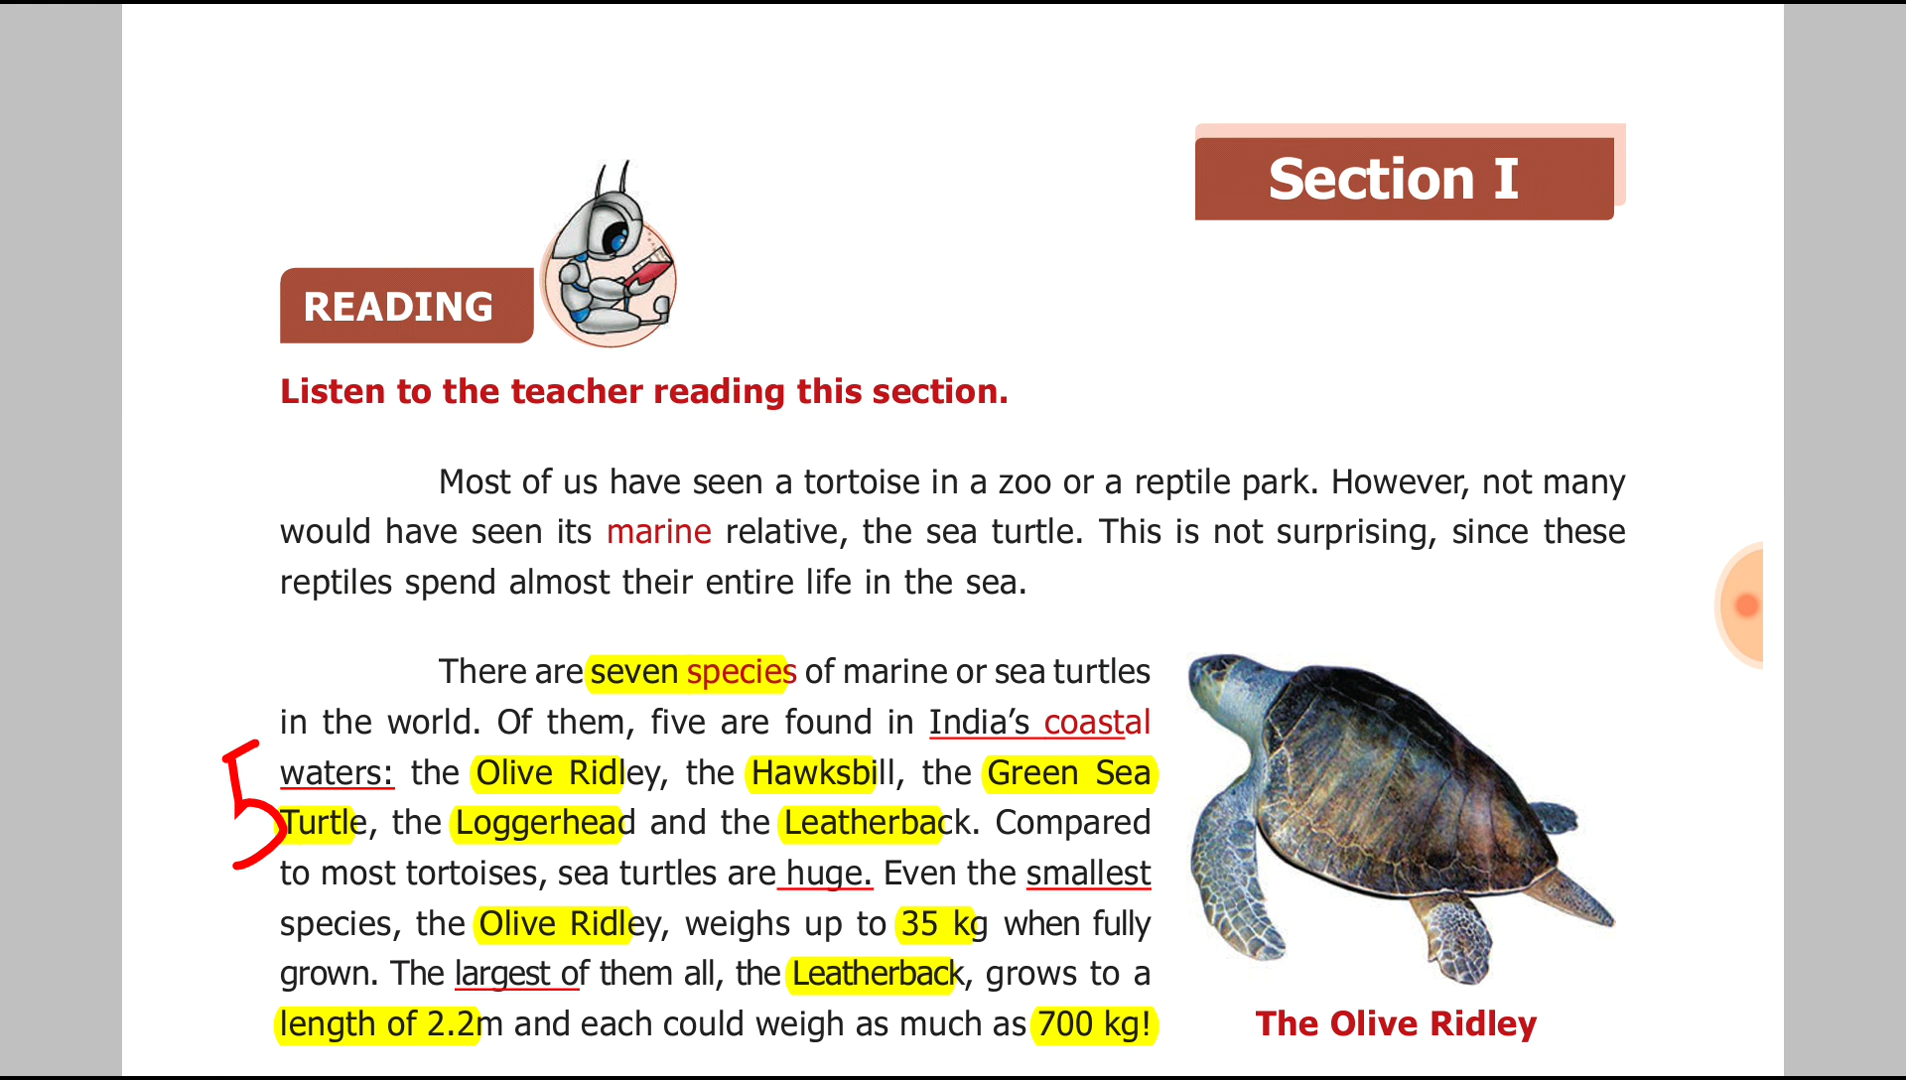 Section I
READING
Listen to the teacher reading this section.
Most of us have seen a tortoise in a zoo or a reptile park. However, not many
would have seen its marine relative, the sea turtle. This is not surprising, since these
reptiles spend almost their entire life in the sea.
There are seven species of marine or sea turtles
in the world. Of them, five are found in India’s coastal
5
waters: the Olive Ridley, the Hawksbill, the Green Sea
Turtle, the Loggerhead and the Leatherback. Compared
to most tortoises, sea turtles are huge. Even the smallest
species, the Olive Ridley, weighs up to 35 kg when fully
grown. The largest of them all, the Leatherback, grows to a
length of 2.2m and each could weigh as much as 700 kg!
The Olive Ridley